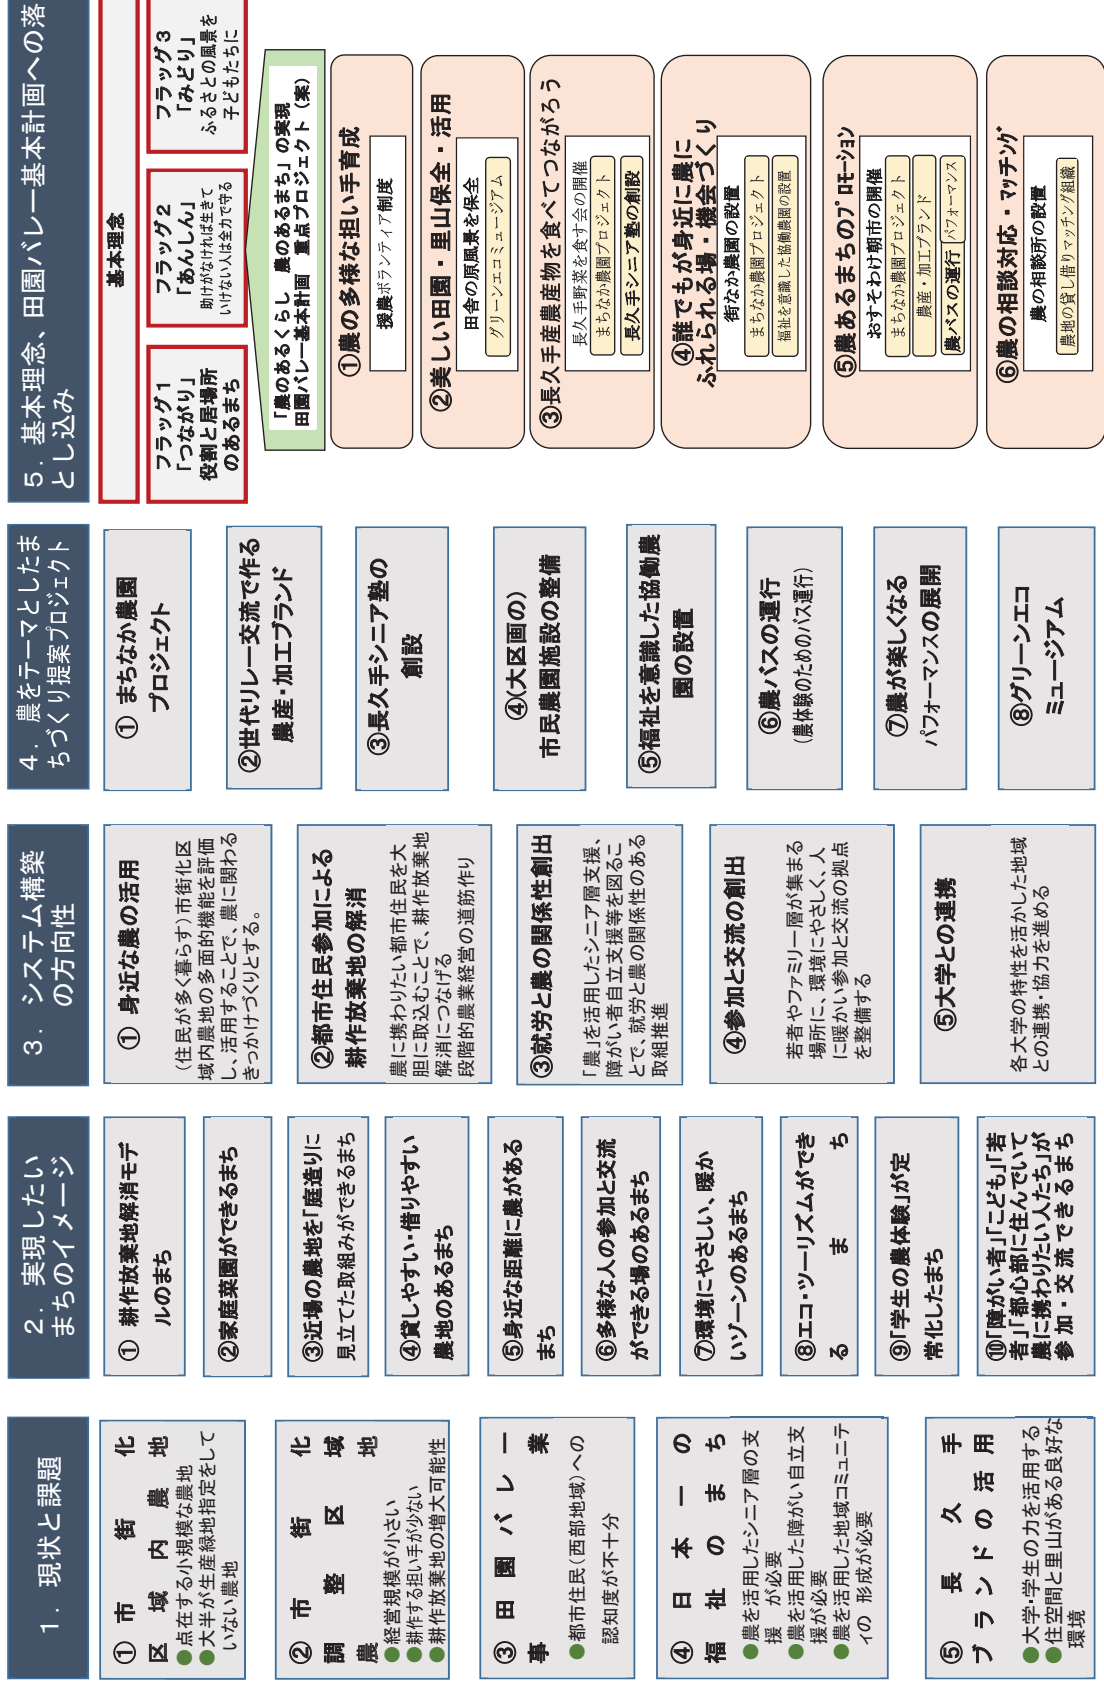 1. 現状と課題
① 市街化
区域内農地
●点在する小規模な農地
●大半が生産緑地指定をして
いない農地
② 市街化
調整区域
農地
●経営規模が小さい
●耕作する担い手が少ない
●耕作放棄地の増大可能性
③ 田園バレー
事業
●都市住民(西部地域)への
認知度が不十分
④ 日本一の
福祉のまち
●農を活用したシニア層の支
援 が必要
●農を活用した障がい自立支
援が必要
●農を活用した地域コミュニテ
ィの 形成が必要
⑤ 長久手
ブランドの活用
●大学・学生の力を活用する
●住空間と里山がある良好な
環境
2. 実現したい
まちのイメージ
① 耕作放棄地解消モデ
ルのまち
②家庭菜園ができるまち
③近場の農地を「庭造りに
見立てた取組みができるまち
④貸しやすい・借りやすい
農地のあるまち
⑤身近な距離に農がある
まち
⑥多様な人の参加と交流
ができる場のあるまち
⑦環境にやさしい、暖か
いゾーンのあるまち
⑧エコ・ツーリズムができ
るまち
⑨「学生の農体験」が定
常化したまち
⑩「障がい者」「こども」「若
者」「都心部に住んでいて
農に携わりたい人たち」が
参加・交流できるまち
3. システム構築
の方向性
① 身近な農の活用
(住民が多く暮らす)市街化区
域内農地の多面的機能を評価
し、活用することで、農に関わる
きっかけづくりとする。
②都市住民参加による
耕作放棄地の解消
農に携わりたい都市住民を大
胆に取込むことで、耕作放棄地
解消につなげる
段階的農業経営の道筋作り
③就労と農の関係性創出
「農」を活用したシニア層支援、
障がい者自立支援等を図るこ
とで、就労と農の関係性のある
取組推進
④参加と交流の創出
若者やファミリー層が集まる
場所に、環境にやさしく、人
に暖かい参加と交流の拠点
を整備する
⑤大学との連携
各大学の特性を活かした地域
との連携・協力を進める
4. 農をテーマとしたま
ちづくり提案プロジェクト
① まちなか農園
プロジェクト
②世代リレー交流で作る
農産・加工ブランド
③長久手シニア塾の
創設
④(大区画の)
市民農園施設の整備
⑤福祉を意識した協働農
園の設置
⑥農バスの運行
(農体験のためのバス運行)
⑦農が楽しくなる
パフォーマンスの展開
⑧グリーンエコ
ミュージアム
5. 基本理念、田園バレー基本計画への落
とし込み
基本理念
フラッグ1
「つながり」
役割と居場所
のあるまち
フラッグ2
「あんしん」
助けがなければ生きて
いけない人は全力で守る
フラッグ3
「みどり」
ふるさとの風景を
子どもたちに
「農のあるくらし 農のあるまち」の実現
田園バレー基本計画 重点プロジェクト(案)
①農の多様な担い手育成
援農ボランティア制度
②美しい田園・里山保全・活用
田舎の原風景を保全
グリーンエコミュージアム
③長久手産農産物を食べてつながろう
長久手野菜を食す会の開催
まちなか農園プロジェクト
長久手シニア塾の創設
④誰でもが身近に農に
ふれられる場・機会づくり
街なか農園の設置
まちなか農園プロジェクト
福祉を意識した協働農園の設置
⑤農あるまちのプロモーション
おすそわけ朝市の開催
まちなか農園プロジェクト
農産・加工ブランド
農バスの運行 パフォーマンス
⑥農の相談対応・マッチング
農の相談所の設置
農地の貸し借りマッチング組織